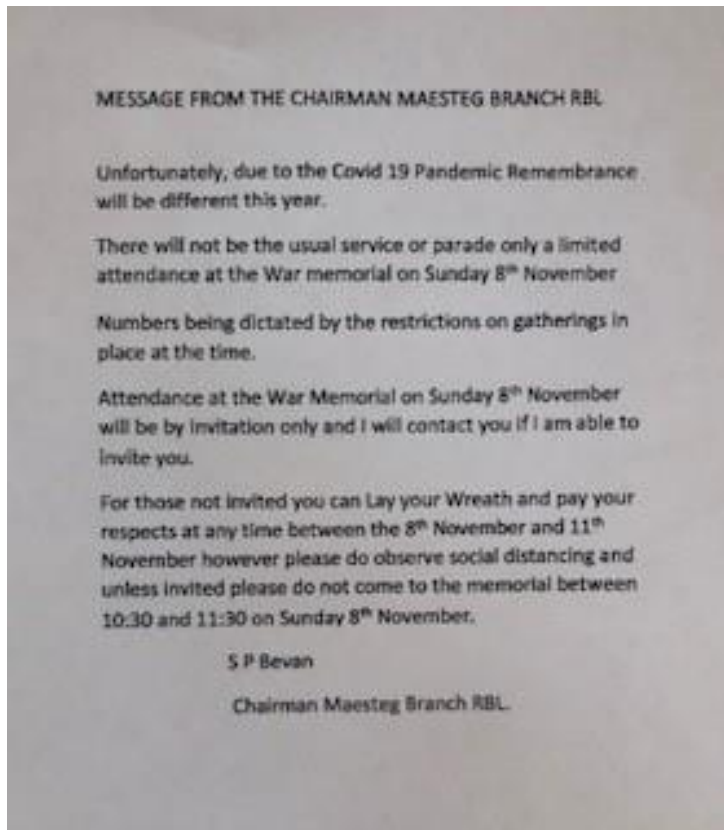 MESSAGE FROM THE CHAIRMAN MAESTEG BRANCH RBL
Unfortunately, due to the Covid 19 Pandemic Remembrance
will be different this year.
There will not be the usual service or parade only a limited
attendance at the War memorial on Sunday 8th November
Numbers being dictated by the restrictions on gatherings in
place at the time.
Attendance at the War Memorial on Sunday 8th November
will be by invitation only and I will contact you if I am able to
invite you.
For those not invited you can Lay your Wreath and pay your
respects at any time between the 8th November and 11th
November however please do observe social distancing and
unless invited please do not come to the memorial between
10:30 and 11:30 on Sunday 8th November.
S P Bevan
Chairman Maesteg Branch RBL.